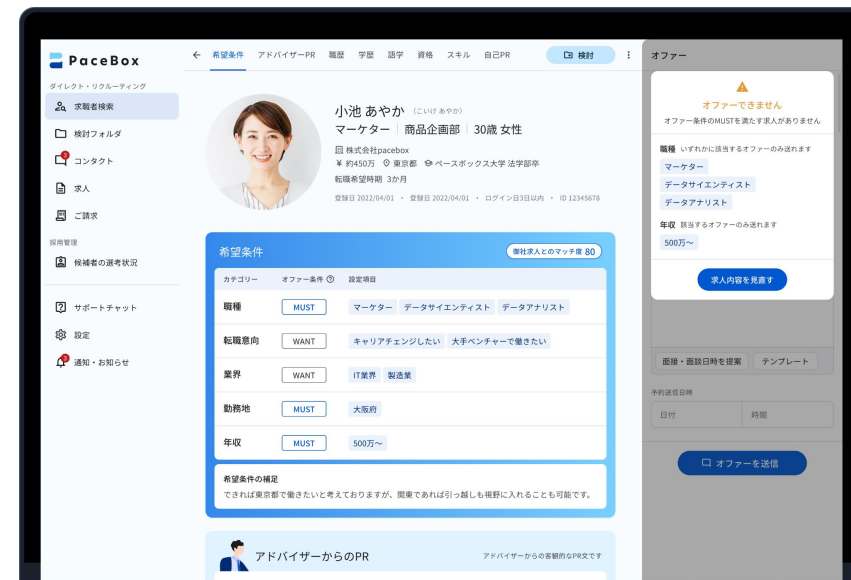 PaceBox
ダイレクト・リクルーティング
求職者検索
検討フォルダ
3
コンタクト
求人
ご請求
採用管理
候補者の選考状況
サポートチャット
設定
3
通知・お知らせ
希望条件 アドバイザーPR 職歴 学歴 語学 資格 スキル 自己PR
検討
小池 あやか (こいけ あやか)
マーケター 商品企画部 30歳 女性
株式会社pacebox
¥ 約450万 東京都 ペースボックス大学 法学部卒
転職希望時期 3か月
登録日 2022/04/01 ・ 登録日 2022/04/01 ・ ログイン日3日以内 ・ ID 12345678
希望条件
御社求人とのマッチ度 80
カテゴリー オファー条件 設定項目
職種 MUST マーケター データサイエンティスト データアナリスト
転職意向 WANT キャリアチェンジしたい 大手ベンチャーで働きたい
業界 WANT IT業界 製造業
勤務地 MUST 大阪府
年収 MUST 500万〜
希望条件の補足
できれば東京都で働きたいと考えておりますが、関東であれば引っ越しも視野に入れることも可能です。
アドバイザーからのPR
アドバイザーからの客観的なPR文です
オファー
オファーできません
オファー条件のMUSTを満たす求人がありません
職種 いずれかに該当するオファーのみ送れます
マーケター
データサイエンティスト
データアナリスト
年収 該当するオファーのみ送れます
500万〜
求人内容を見直す
面接・面談日時を提案 テンプレート
予約送信日時
日付 時間
オファーを送信